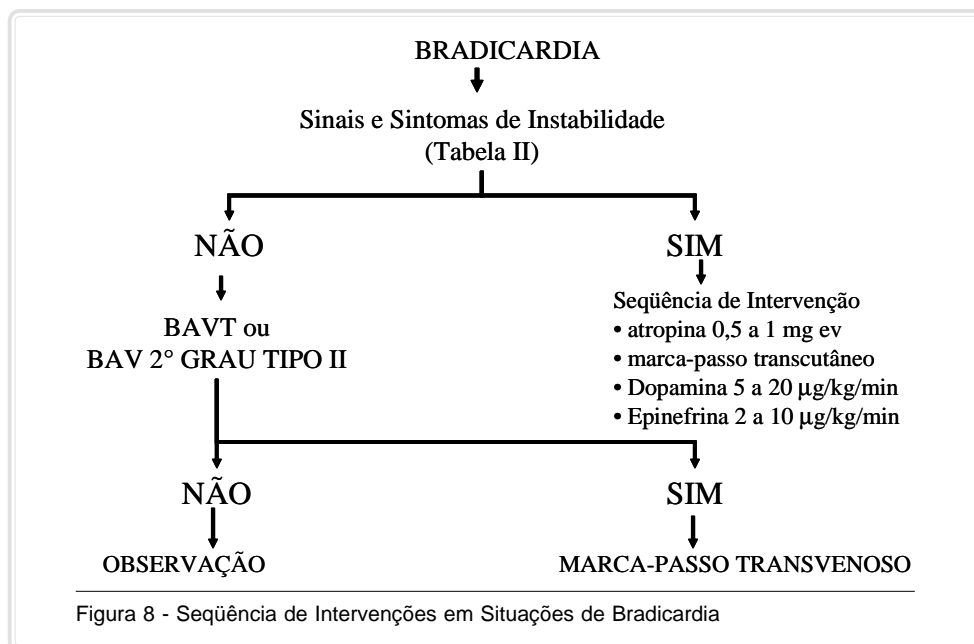 BRADICARDIA
Sinais e Sintomas de Instabilidade
(Tabela II)
NÃO
SIM
BAVT ou
BAV 2° GRAU TIPO II
Seqüência de Intervenção
• atropina 0,5 a 1 mg ev
• marca-passo transcutâneo
• Dopamina 5 a 20 μg/kg/min
• Epinefrina 2 a 10 μg/kg/min
NÃO
SIM
OBSERVAÇÃO
MARCA-PASSO TRANSVENOSO
Figura 8 - Seqüência de Intervenções em Situações de Bradicardia